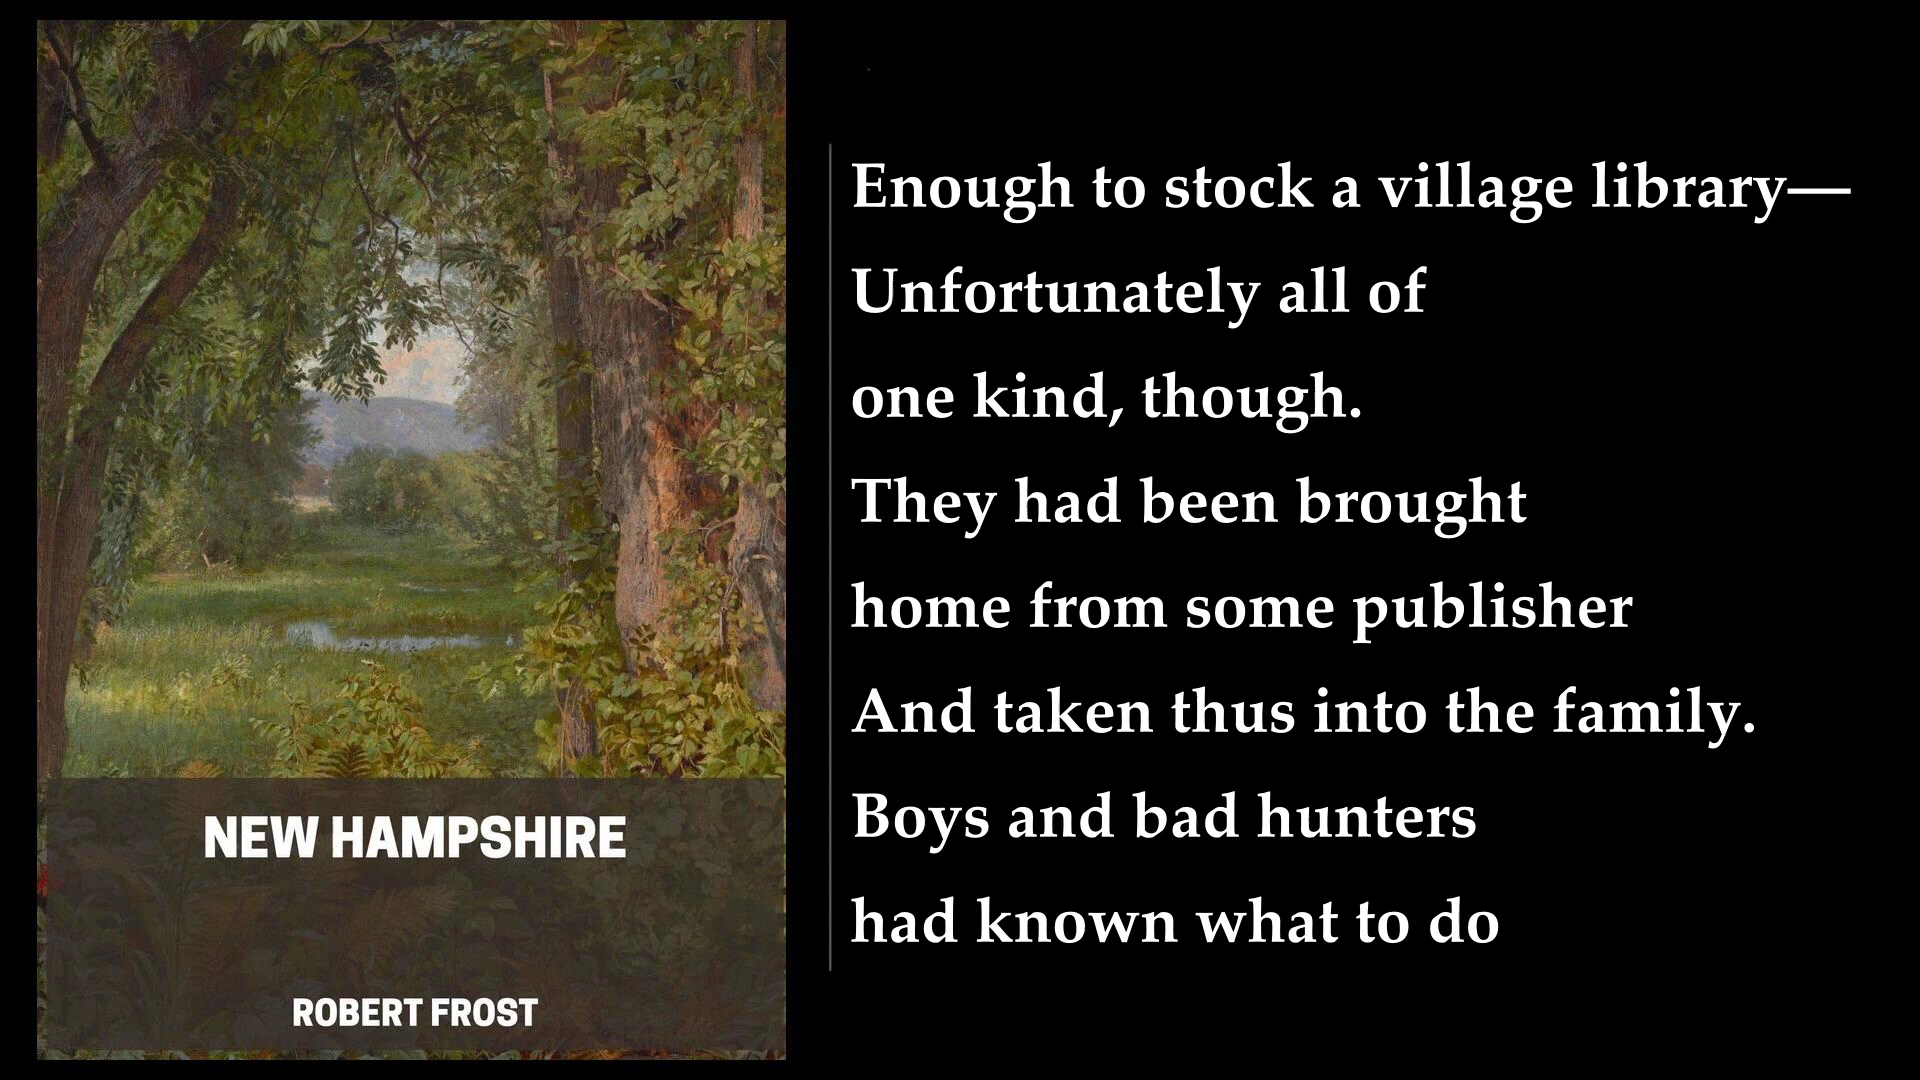 NEW HAMPSHIRE
ROBERT FROST
Enough to stock a village library—
Unfortunately all of
one kind, though.
They had been brought
home from some publisher
And taken thus into the family.
Boys and bad hunters
had known what to do